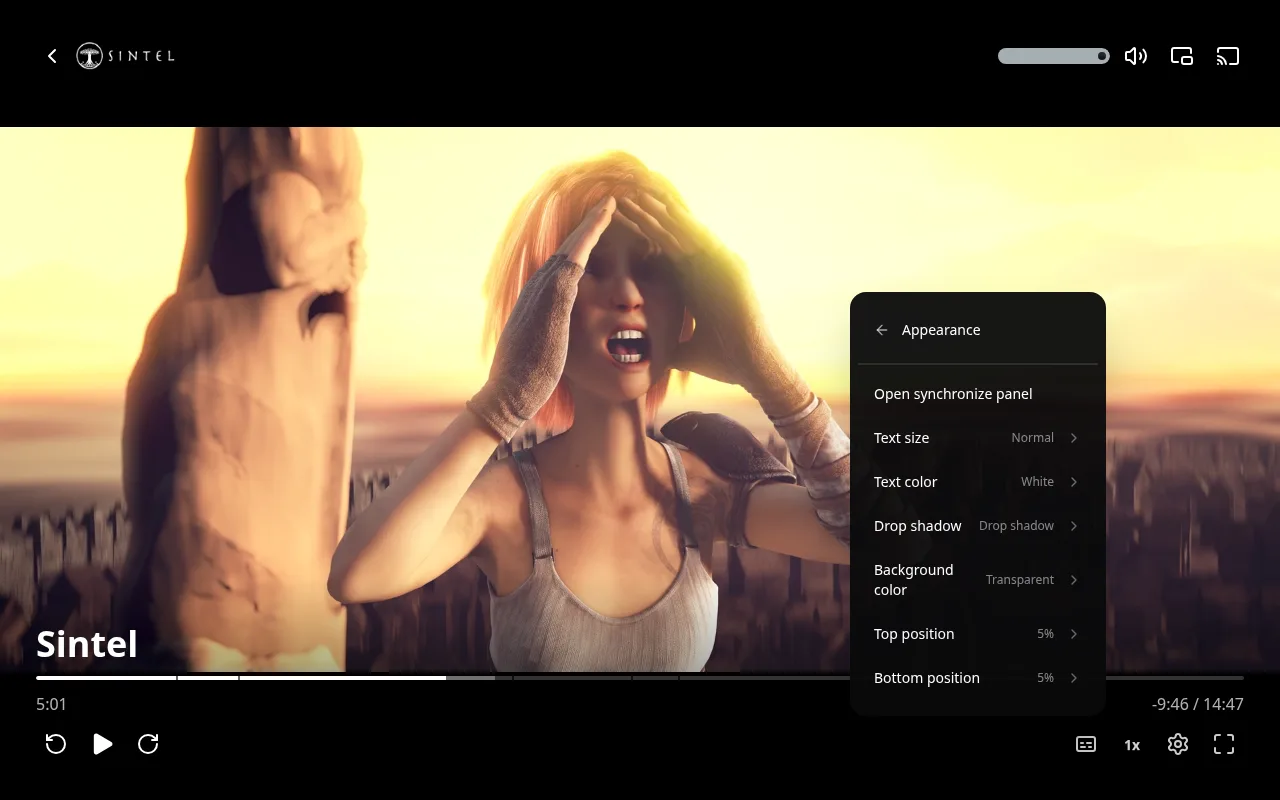 SINTEL
Appearance
Open synchronize panel
Text size Normal
Text color White
Drop shadow Drop shadow
Background
color Transparent
Top position 5%
Bottom position 5%
Sintel
5:01 -9:46 / 14:47
1x